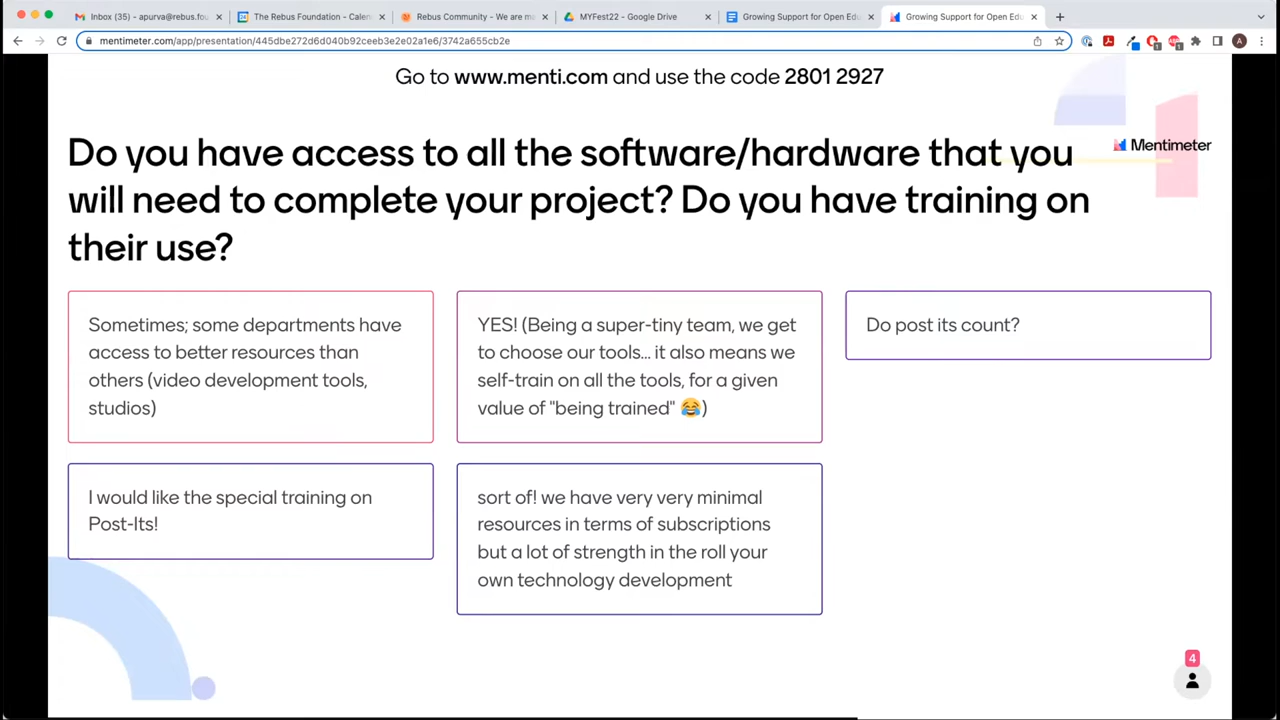 Inbox (35) - apurva@rebus.fou
The Rebus Foundation - Calen
Rebus Community - We are ma
MYFest22 - Google Drive
Growing Support for Open Edu
Growing Support for Open Edu
mentimeter.com/app/presentation/445dbe272d6d040b92ceeb3e2e02a1e6/3742a655cb2e
A
Go to www.menti.com and use the code 2801 2927
Mentimeter
Do you have access to all the software/hardware that you
will need to complete your project? Do you have training on
their use?
Sometimes; some departments have
access to better resources than
others (video development tools,
studios)
YES! (Being a super-tiny team, we get
to choose our tools... it also means we
self-train on all the tools, for a given
value of "being trained" 😂)
Do post its count?
I would like the special training on
Post-Its!
sort of! we have very very minimal
resources in terms of subscriptions
but a lot of strength in the roll your
own technology development
4